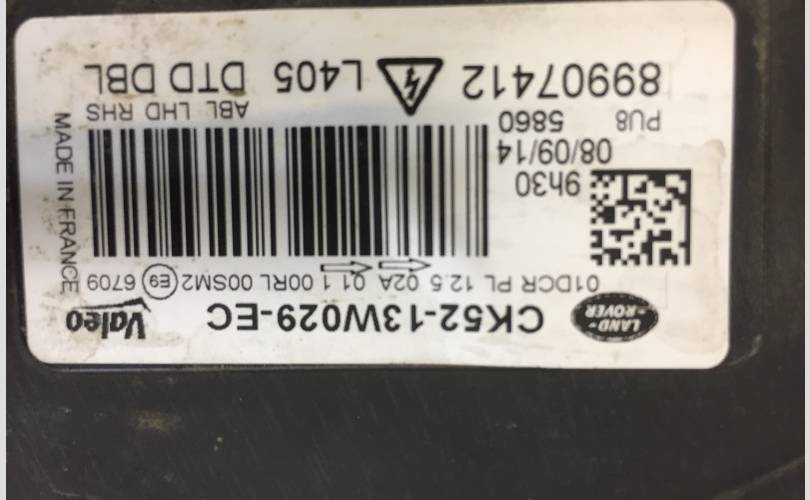 LAND-
-ROVER
CK52-13W029-EC
Valeo
01DCR PL 12.5 02A 01 1 00RL 00SM2 E9 6709
9h30
08/09/14
PU8 5860
ABL LHD RHS
89907412 L405 DTD DBL
MADE IN FRANCE